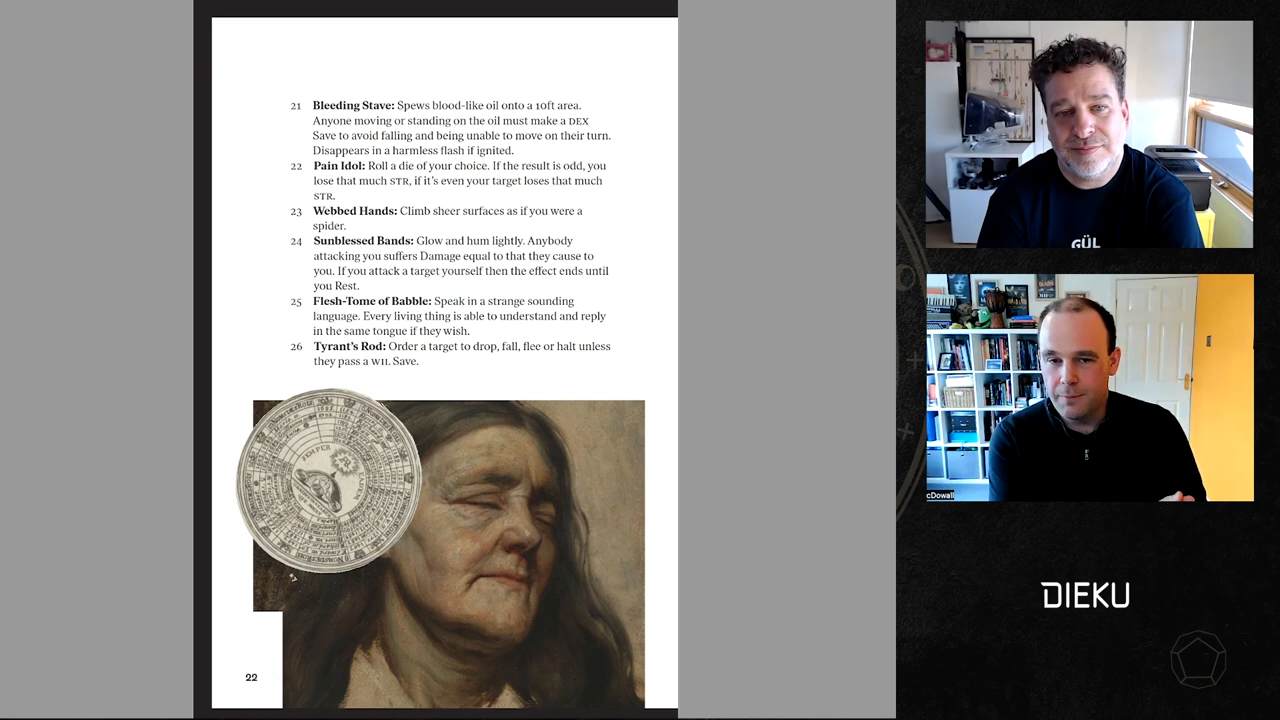 21 Bleeding Stave: Spews blood-like oil onto a 10ft area.
Anyone moving or standing on the oil must make a DEX
Save to avoid falling and being unable to move on their turn.
Disappears in a harmless flash if ignited.
22 Pain Idol: Roll a die of your choice. If the result is odd, you
lose that much STR, if it's even your target loses that much
STR.
23 Webbed Hands: Climb sheer surfaces as if you were a
spider.
24 Sunblessed Bands: Glow and hum lightly. Anybody
attacking you suffers Damage equal to that they cause to
you. If you attack a target yourself then the effect ends until
you Rest.
25 Flesh-Tome of Babble: Speak in a strange sounding
language. Every living thing is able to understand and reply
in the same tongue if they wish.
26 Tyrant's Rod: Order a target to drop, fall, flee or halt unless
they pass a WIL Save.
SEMPER
22
GÜL
cDowall
DIEKU